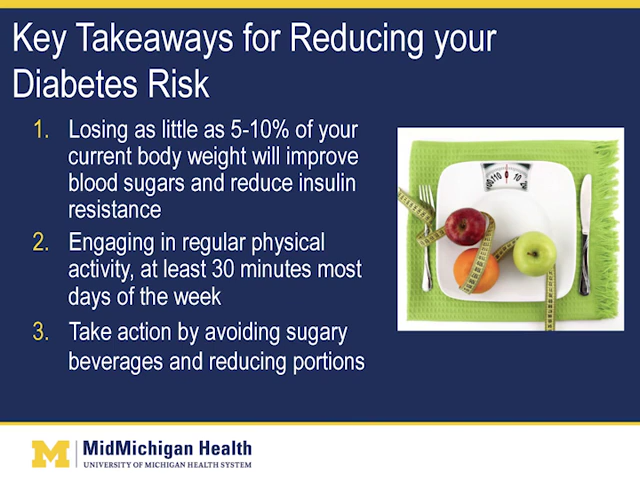 Key Takeaways for Reducing your
Diabetes Risk
1. Losing as little as 5-10% of your
current body weight will improve
blood sugars and reduce insulin
resistance
2. Engaging in regular physical
activity, at least 30 minutes most
days of the week
3. Take action by avoiding sugary
beverages and reducing portions
M MidMichigan Health
UNIVERSITY OF MICHIGAN HEALTH SYSTEM